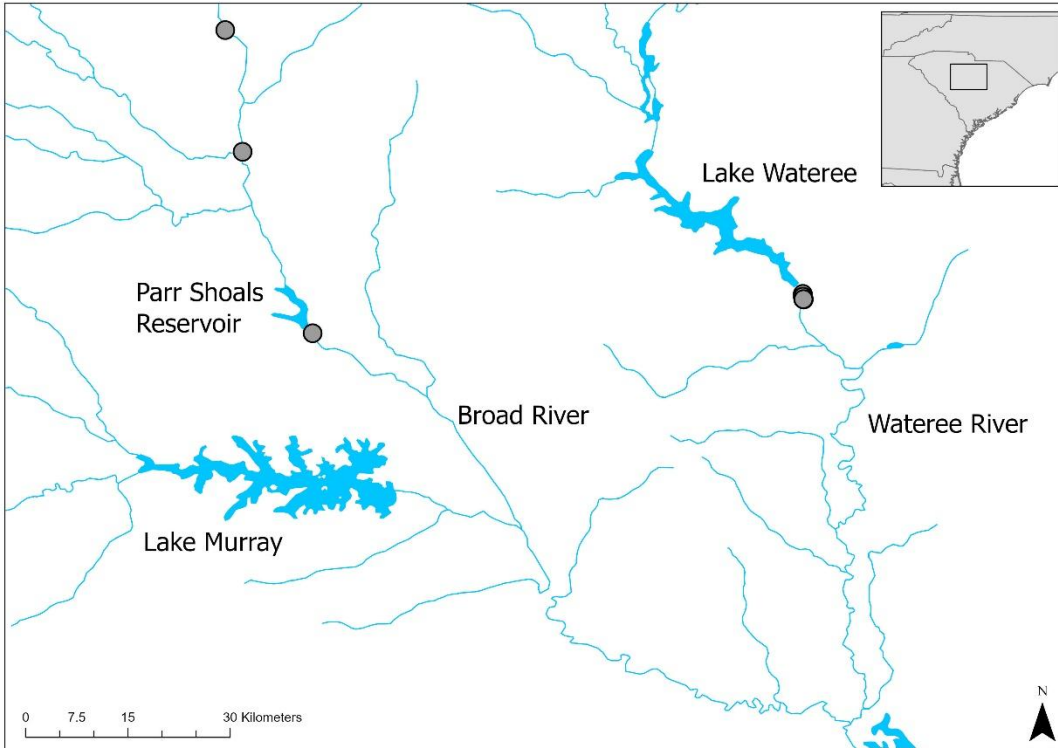 Lake Wateree
Parr Shoals
Reservoir
Broad River
Wateree River
Lake Murray
0 7.5 15 30 Kilometers
N